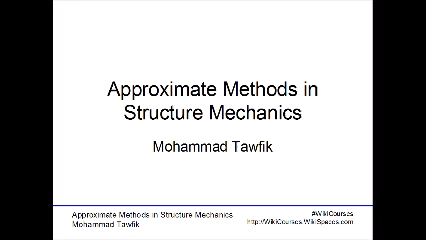 Approximate Methods in
Structure Mechanics
Mohammad Tawfik
Approximate Methods in Structure Mechanics
Mohammad Tawfik
#WikiCourses
http://WikiCourses.WikiSpaces.com